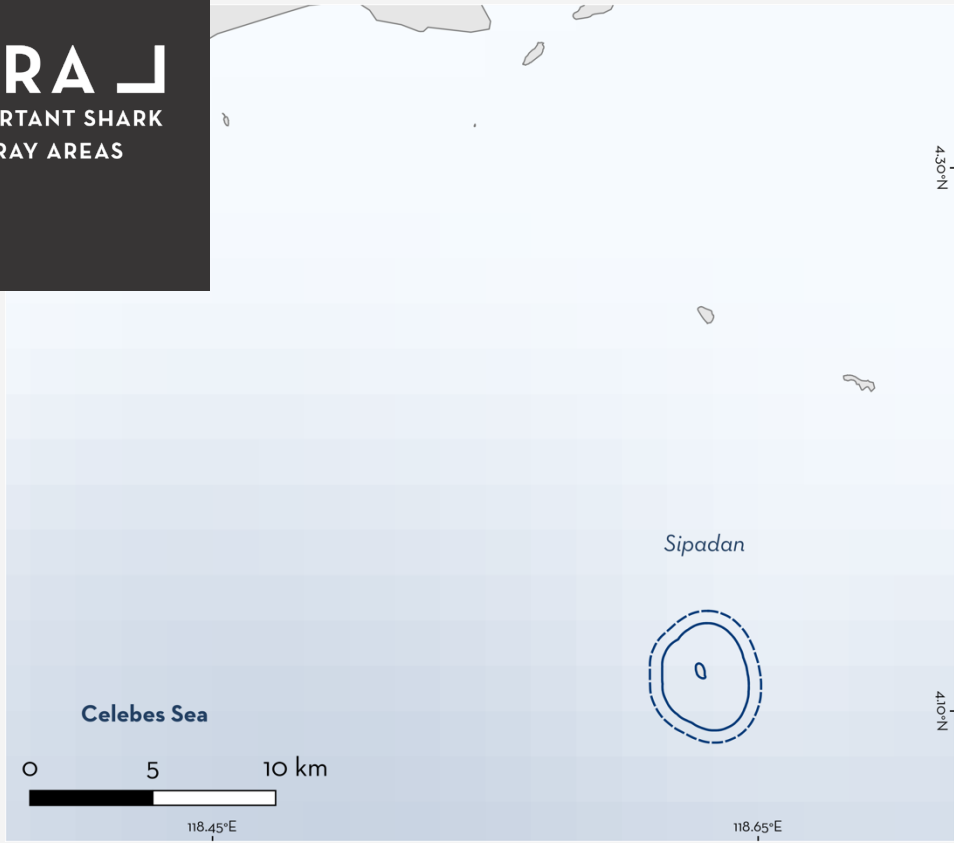 RA
RTANT SHARK
RAY AREAS
4.30°N
Sipadan
4.10°N
Celebes Sea
0 5 10 km
118.45°E 118.65°E